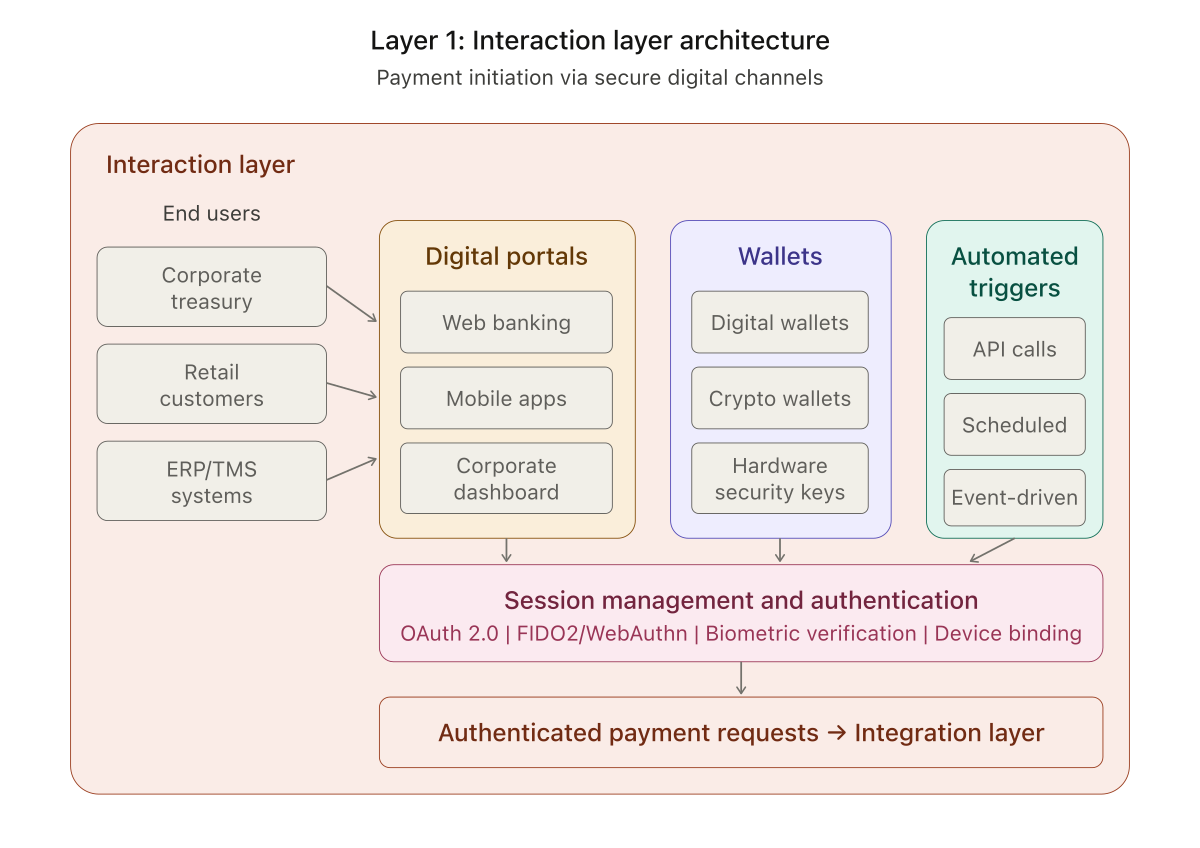 Layer 1: Interaction layer architecture
Payment initiation via secure digital channels
Interaction layer
End users
Corporate
treasury
Retail
customers
ERP/TMS
systems
Digital portals
Web banking
Mobile apps
Corporate
dashboard
Wallets
Digital wallets
Crypto wallets
Hardware
security keys
Automated
triggers
API calls
Scheduled
Event-driven
Session management and authentication
OAuth 2.0 | FIDO2/WebAuthn | Biometric verification | Device binding
Authenticated payment requests → Integration layer